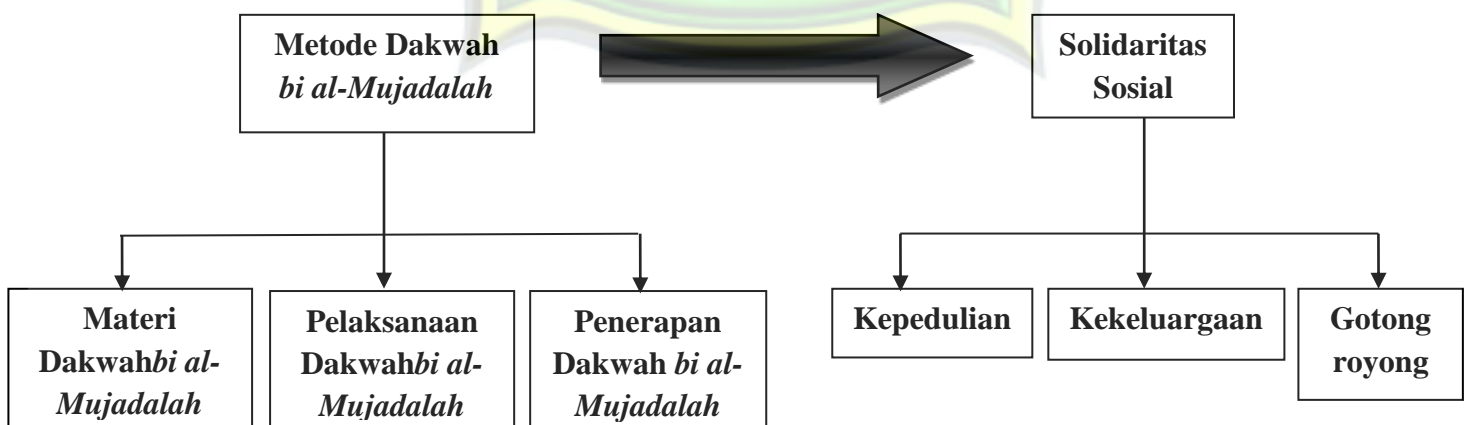 Metode Dakwah
bi al-Mujadalah
Solidaritas
Sosial
Materi
Dakwahbi al-
Mujadalah
Pelaksanaan
Dakwahbi al-
Mujadalah
Penerapan
Dakwah bi al-
Mujadalah
Kepedulian
Kekeluargaan
Gotong
royong